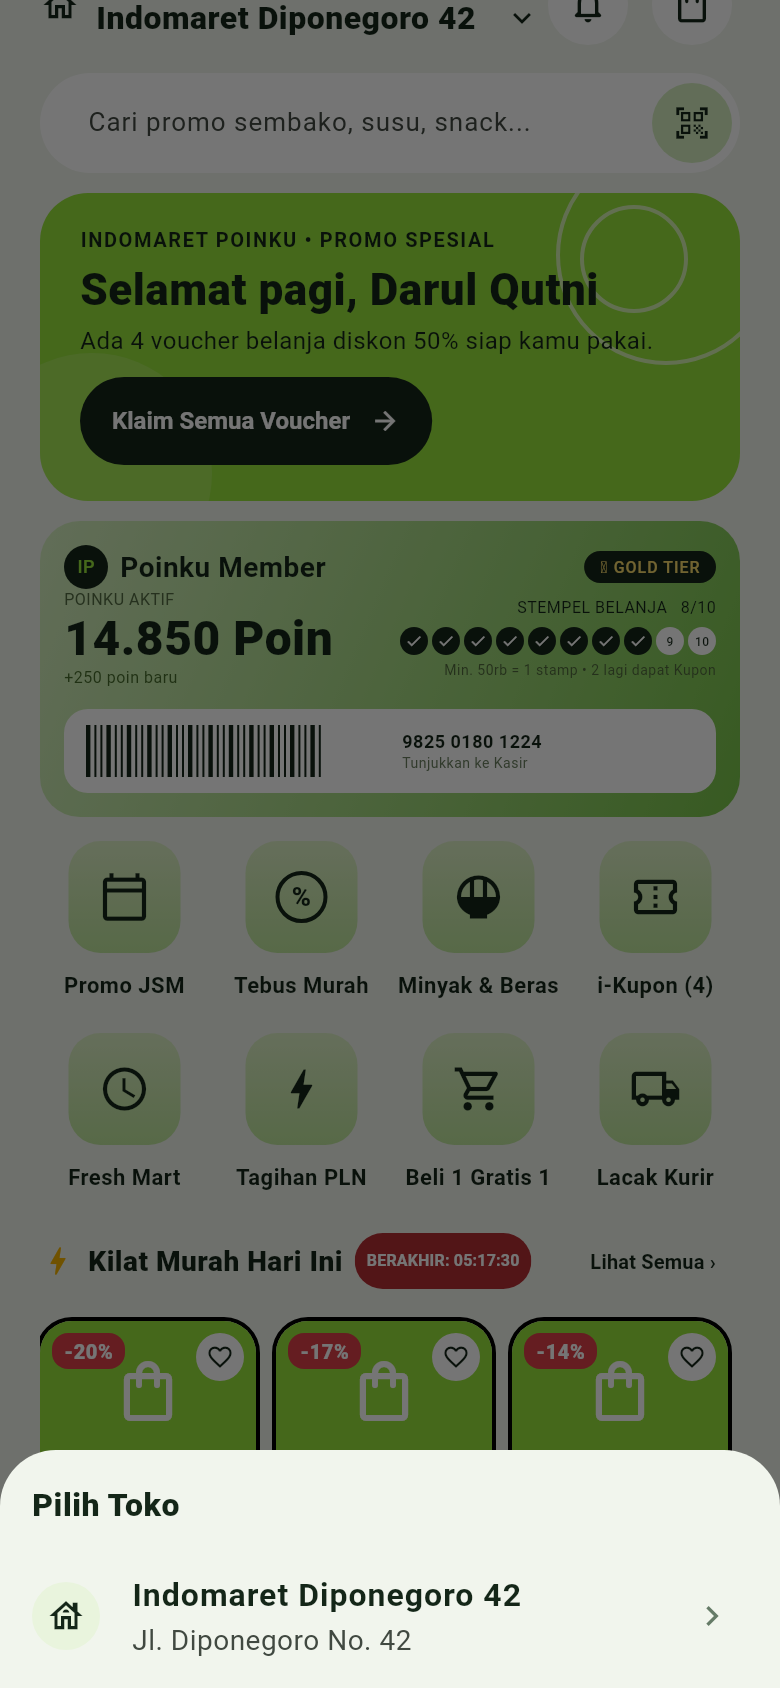 Indomaret Diponegoro 42
Cari promo sembako, susu, snack...
INDOMARET POINKU • PROMO SPESIAL
Selamat pagi, Darul Qutni
Ada 4 voucher belanja diskon 50% siap kamu pakai.
Klaim Semua Voucher
IP Poinku Member
GOLD TIER
POINKU AKTIF
14.850 Poin
+250 poin baru
STEMPEL BELANJA 8/10
9 10
Min. 50rb = 1 stamp • 2 lagi dapat Kupon
9825 0180 1224
Tunjukkan ke Kasir
%
Promo JSM
Tebus Murah
Minyak & Beras
i-Kupon (4)
Fresh Mart
Tagihan PLN
Beli 1 Gratis 1
Lacak Kurir
Kilat Murah Hari Ini
BERAKHIR: 05:17:30
Lihat Semua ›
-20%
-17%
-14%
Pilih Toko
Indomaret Diponegoro 42
Jl. Diponegoro No. 42